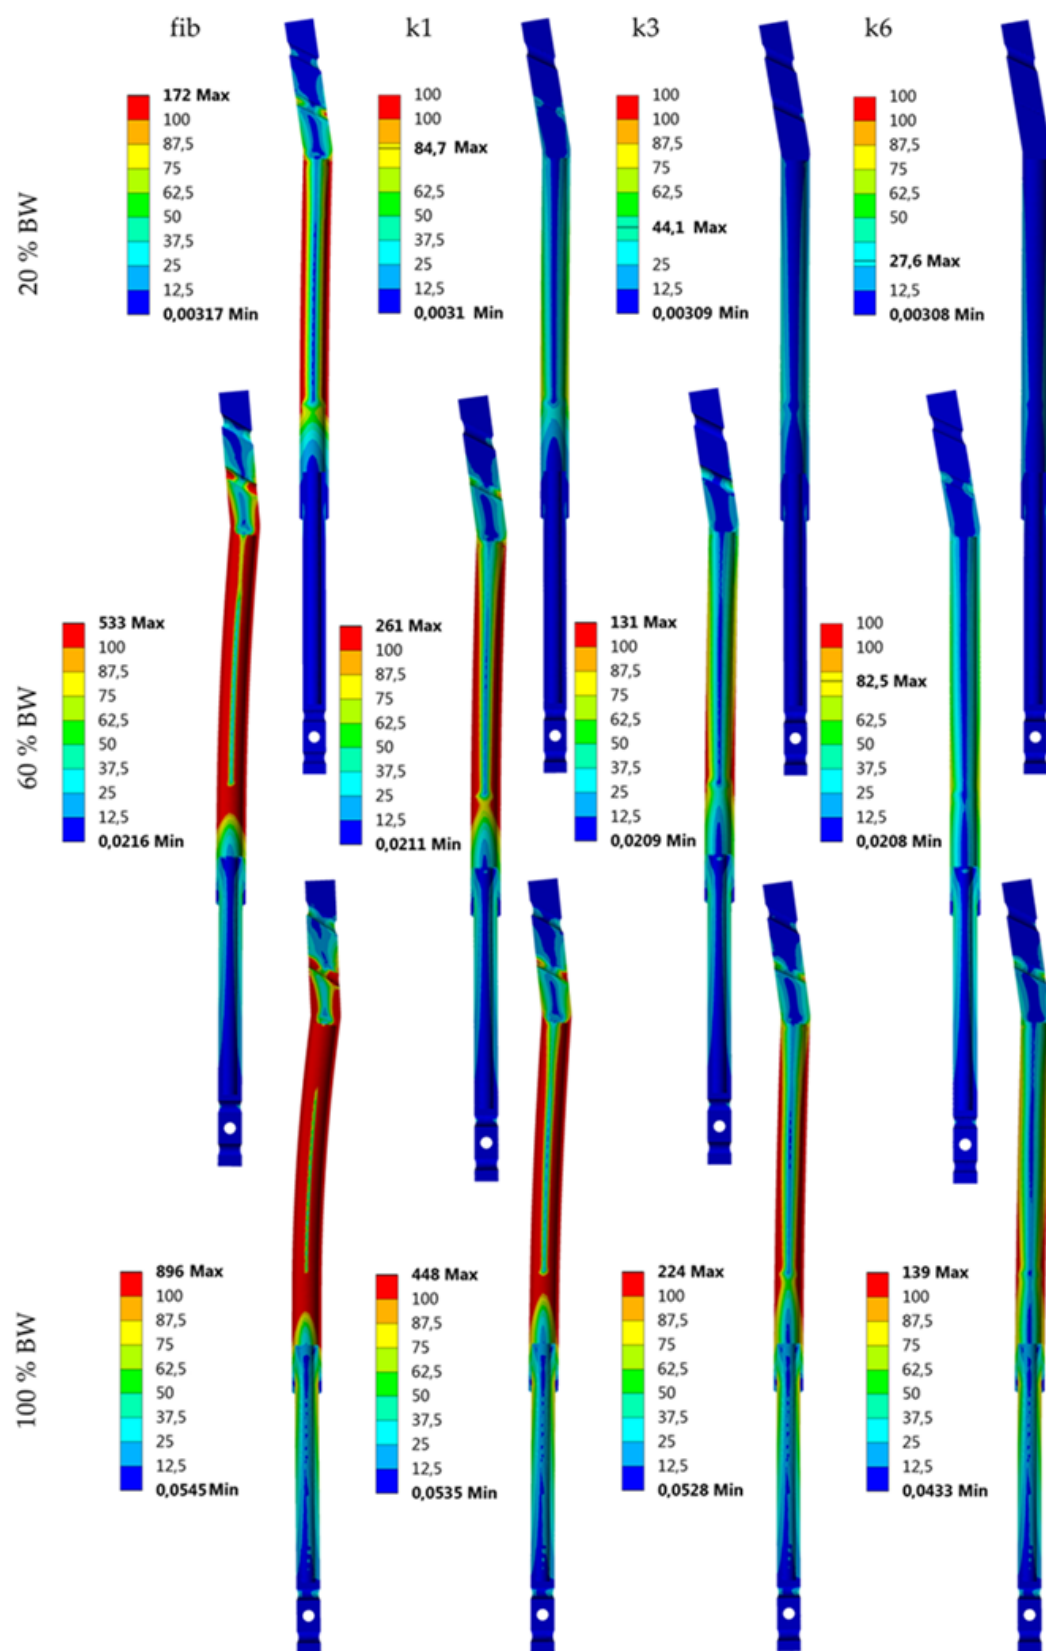 fib
k1
k3
k6
20 % BW
172 Max
100
87,5
75
62,5
50
37,5
25
12,5
0,00317 Min
100
100
84,7 Max
62,5
50
37,5
25
12,5
0,0031 Min
100
100
87,5
75
62,5
44,1 Max
25
12,5
0,00309 Min
100
100
87,5
75
62,5
50
27,6 Max
12,5
0,00308 Min
60 % BW
533 Max
100
87,5
75
62,5
50
37,5
25
12,5
0,0216 Min
261 Max
100
87,5
75
62,5
50
37,5
25
12,5
0,0211 Min
131 Max
100
87,5
75
62,5
50
37,5
25
12,5
0,0209 Min
100
100
82,5 Max
62,5
50
37,5
25
12,5
0,0208 Min
100 % BW
896 Max
100
87,5
75
62,5
50
37,5
25
12,5
0,0545 Min
448 Max
100
87,5
75
62,5
50
37,5
25
12,5
0,0535 Min
224 Max
100
87,5
75
62,5
50
37,5
25
12,5
0,0528 Min
139 Max
100
87,5
75
62,5
50
37,5
25
12,5
0,0433 Min